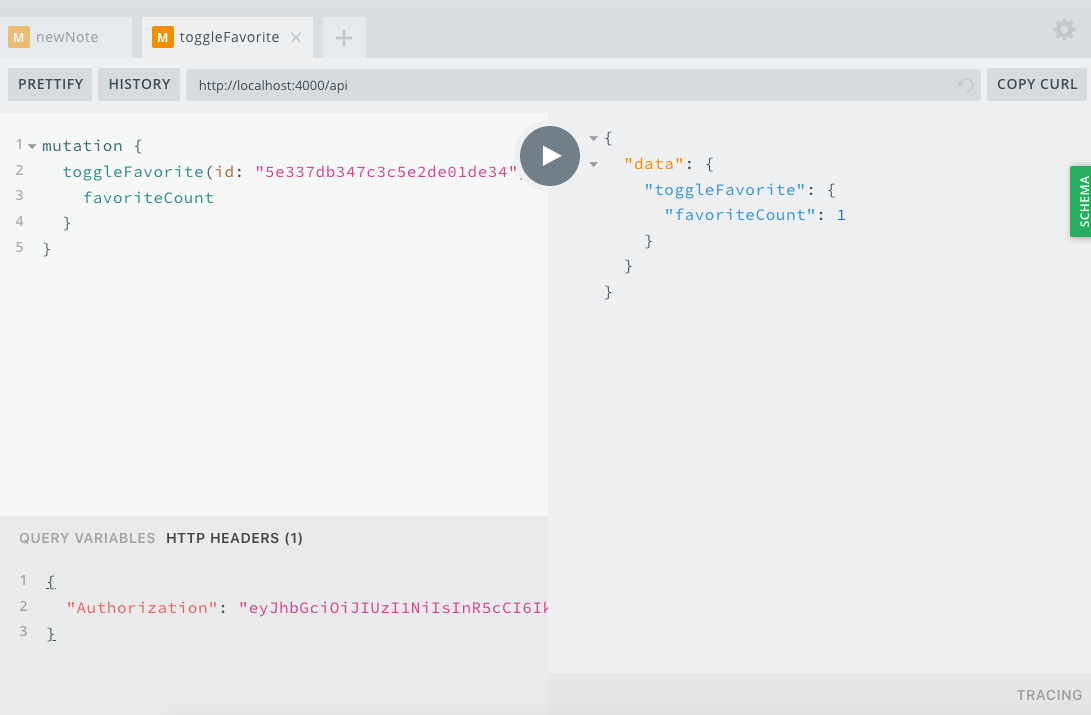 M newNote
M toggleFavorite
PRETTIFY HISTORY http://localhost:4000/api COPY CURL
1 mutation {
2 toggleFavorite(id: "5e337db347c3c5e2de01de34"
3 favoriteCount
4 }
5 }
{
"data": {
"toggleFavorite": {
"favoriteCount": 1
}
}
}
SCHEMA
QUERY VARIABLES HTTP HEADERS (1)
1 {
2 "Authorization": "eyJhbGciOiJIUzI1NiIsInR5cCI6Ik
3 }
TRACING